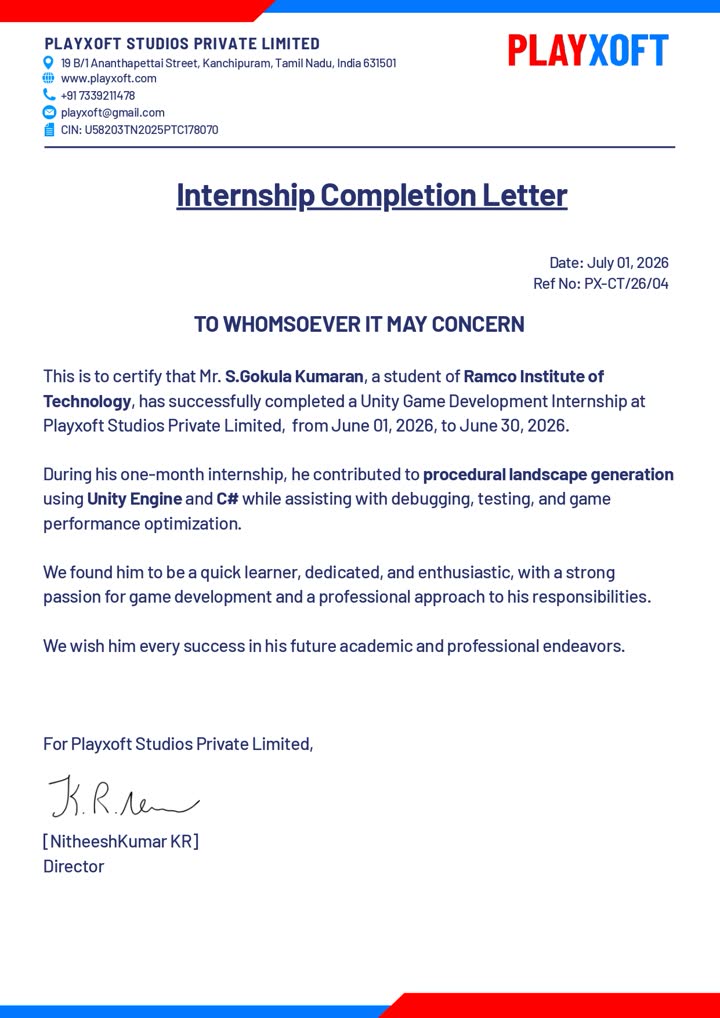 PLAYXOFT STUDIOS PRIVATE LIMITED
19 B/1 Ananthapettai Street, Kanchipuram, Tamil Nadu, India 631501
www.playxoft.com
+91 7339211478
playxoft@gmail.com
CIN: U58203TN2025PTC178070
PLAYXOFT
Internship Completion Letter
Date: July 01, 2026
Ref No: PX-CT/26/04
TO WHOMSOEVER IT MAY CONCERN
This is to certify that Mr. S.Gokula Kumaran, a student of Ramco Institute of
Technology, has successfully completed a Unity Game Development Internship at
Playxoft Studios Private Limited,  from June 01, 2026, to June 30, 2026.
During his one-month internship, he contributed to procedural landscape generation
using Unity Engine and C# while assisting with debugging, testing, and game
performance optimization.
We found him to be a quick learner, dedicated, and enthusiastic, with a strong
passion for game development and a professional approach to his responsibilities.
We wish him every success in his future academic and professional endeavors.
For Playxoft Studios Private Limited,
K.R.
[NitheeshKumar KR]
Director